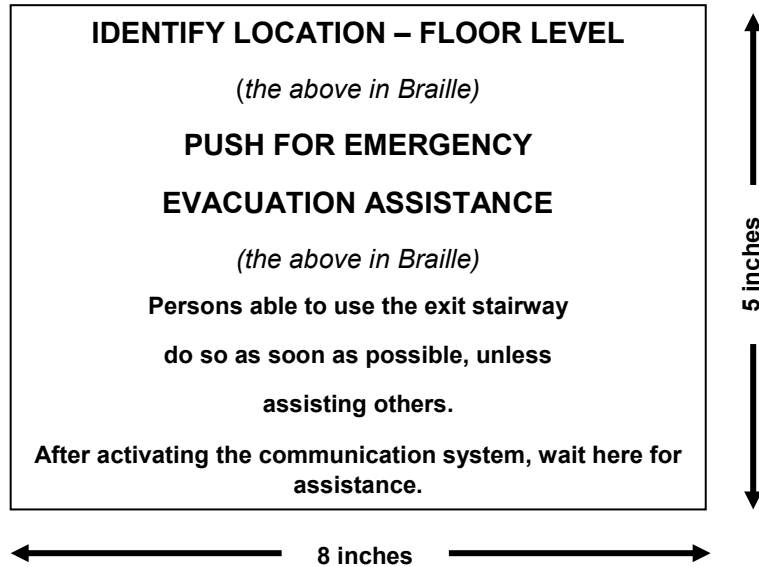 IDENTIFY LOCATION – FLOOR LEVEL
(the above in Braille)
PUSH FOR EMERGENCY
EVACUATION ASSISTANCE
(the above in Braille)
Persons able to use the exit stairway
do so as soon as possible, unless
assisting others.
After activating the communication system, wait here for
assistance.
5 inches
8 inches